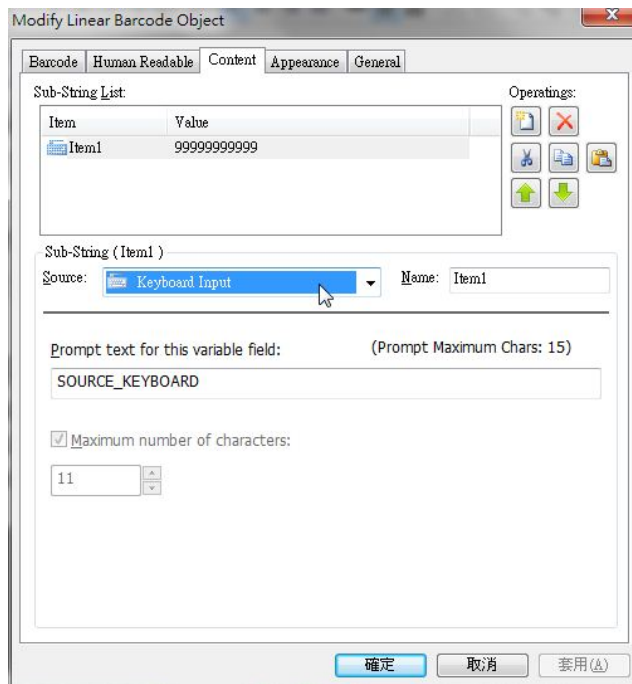 Modify Linear Barcode Object
Barcode Human Readable Content Appearance General
Sub-String List:
Operatings:
Item Value
Item1 99999999999
Sub-String ( Item1 )
Source: Keyboard Input Name: Item1
Prompt text for this variable field: (Prompt Maximum Chars: 15)
SOURCE_KEYBOARD
Maximum number of characters:
11
確定 取消 套用(A)